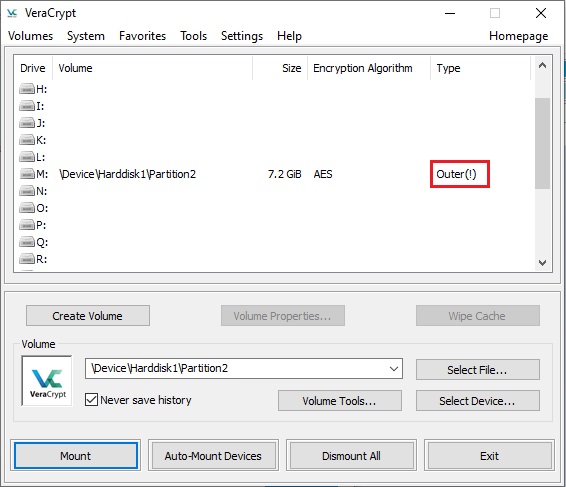 VeraCrypt
Volumes System Favorites Tools Settings Help Homepage
Drive Volume Size Encryption Algorithm Type
H:
I:
J:
K:
L:
M: \Device\Harddisk1\Partition2 7.2 GiB AES Outer(!)
N:
O:
P:
Q:
R:
Create Volume Volume Properties... Wipe Cache
Volume
\Device\Harddisk1\Partition2 Select File...
VeraCrypt Never save history Volume Tools... Select Device...
Mount Auto-Mount Devices Dismount All Exit